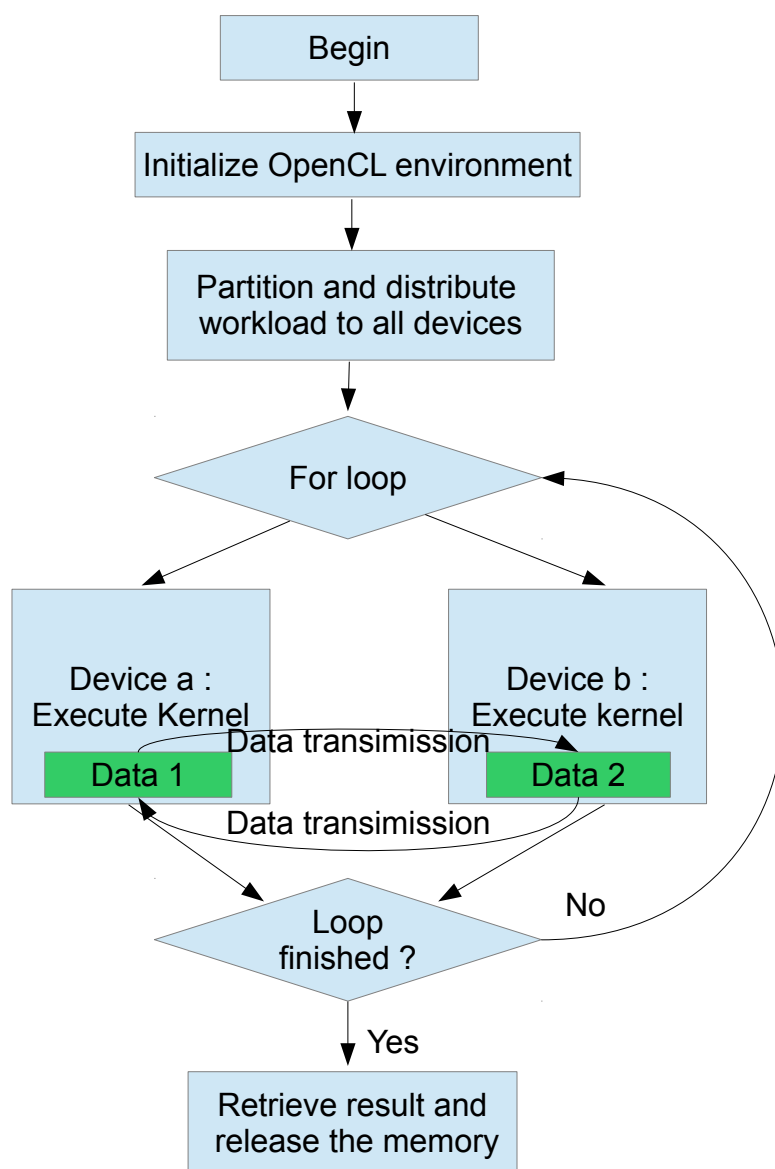 Begin
Initialize OpenCL environment
Partition and distribute
workload to all devices
For loop
Device a :
Execute Kernel
Device b :
Execute kernel
Data transimission
Data 1
Data 2
Data transimission
Loop
finished ?
No
Yes
Retrieve result and
release the memory